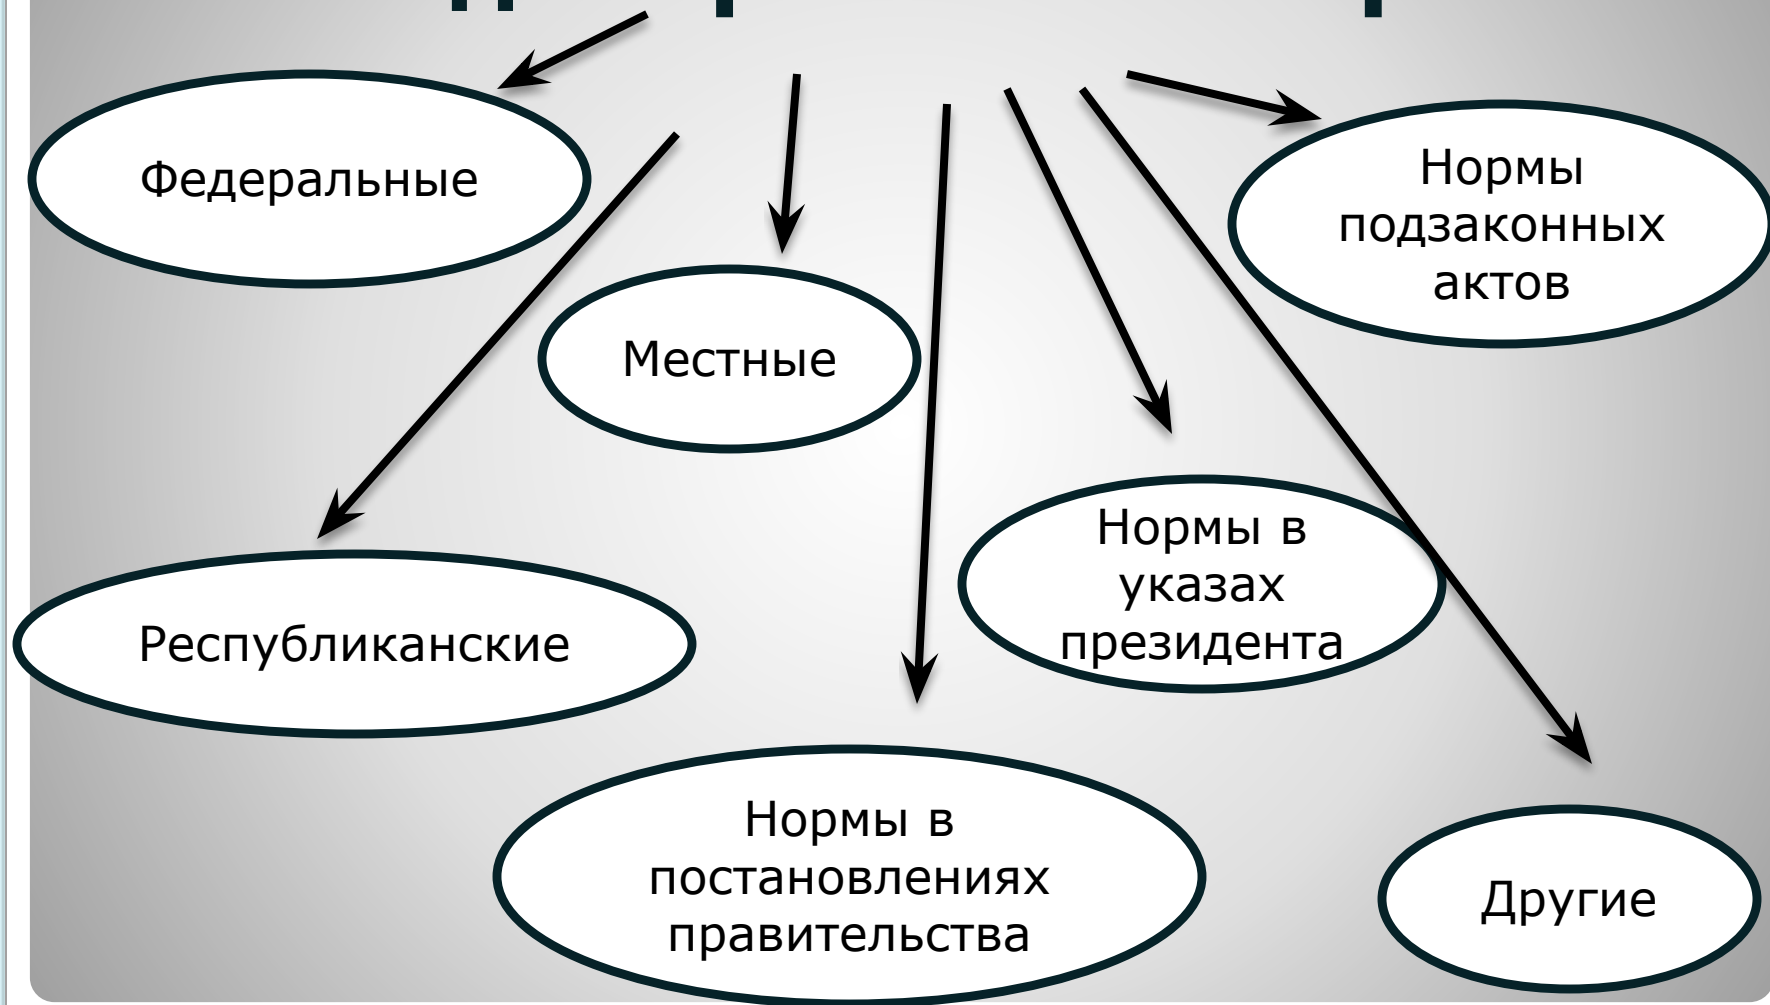 Федеральные
Нормы
подзаконных
актов
Местные
Нормы в
указах
президента
Республиканские
Нормы в
постановлениях
правительства
Другие